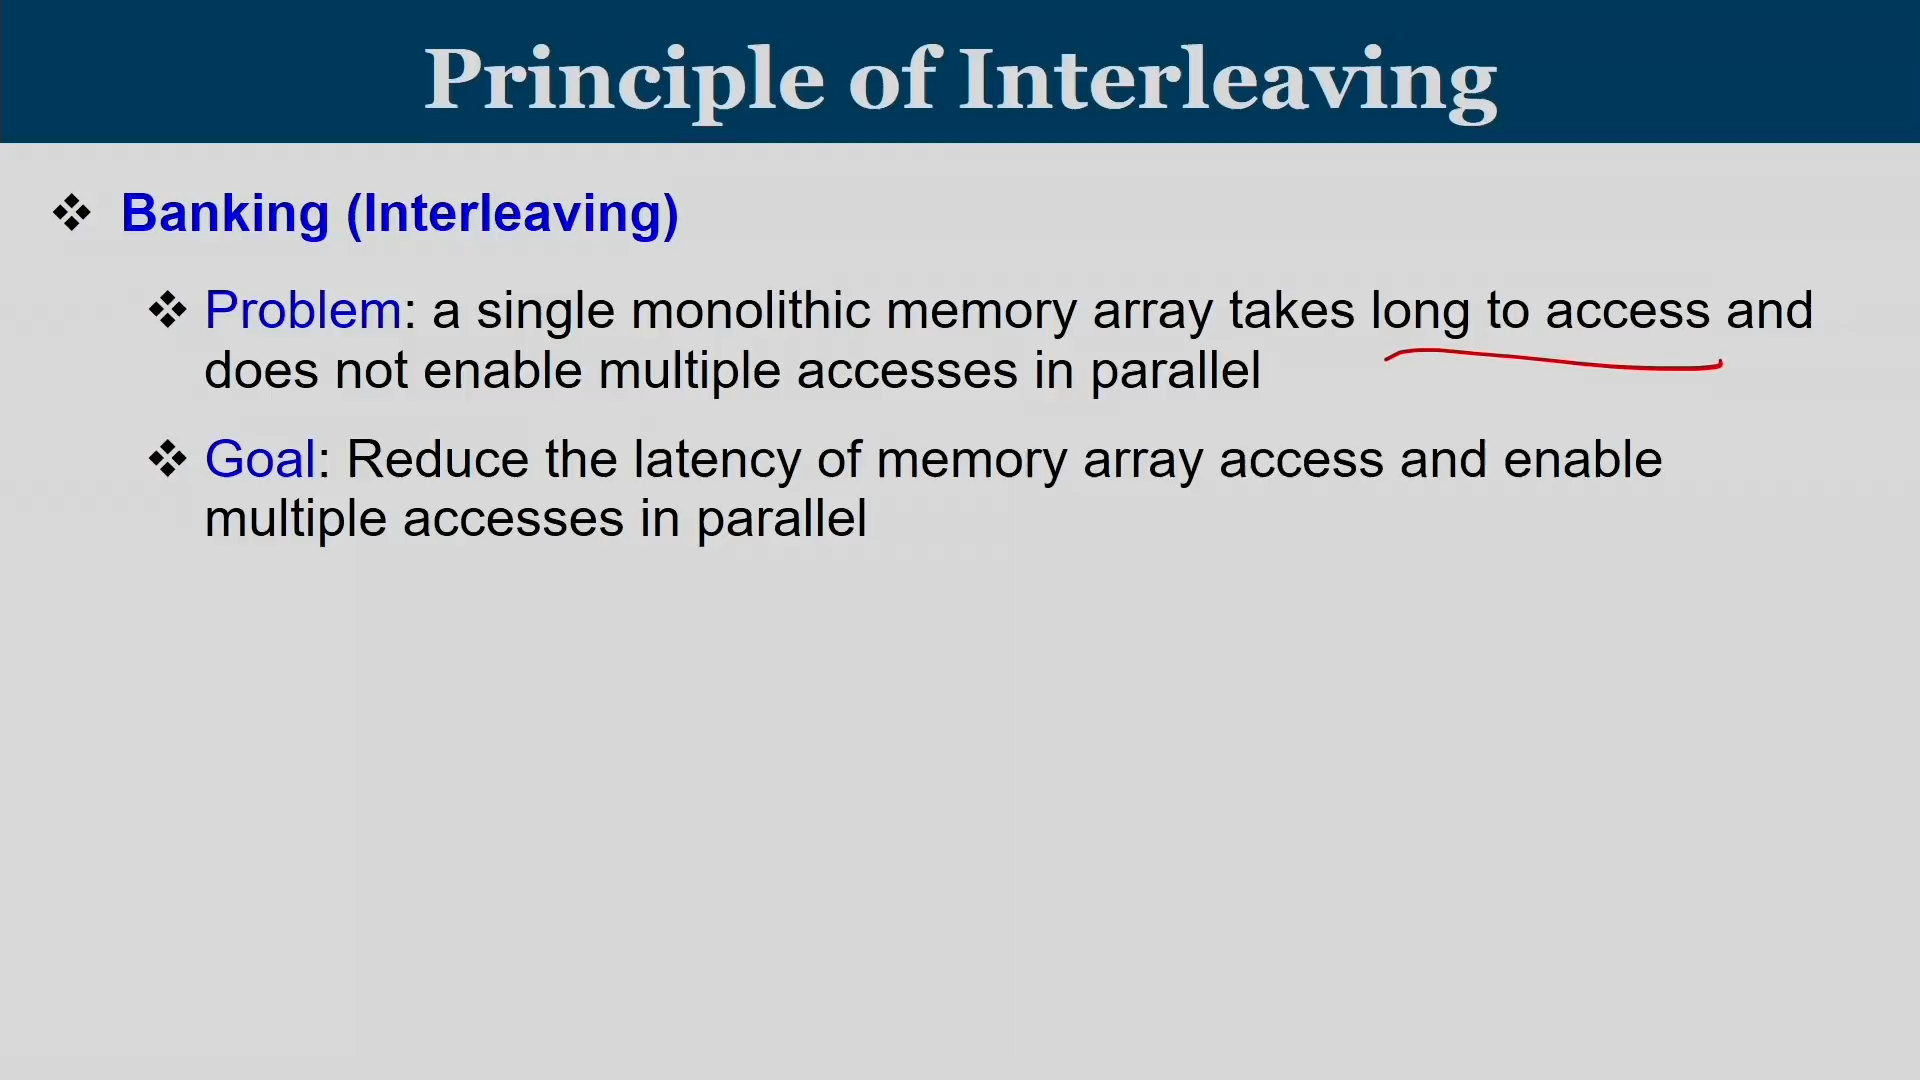 Principle of Interleaving
❖ Banking (Interleaving)
❖ Problem: a single monolithic memory array takes long to access and
does not enable multiple accesses in parallel
❖ Goal: Reduce the latency of memory array access and enable
multiple accesses in parallel